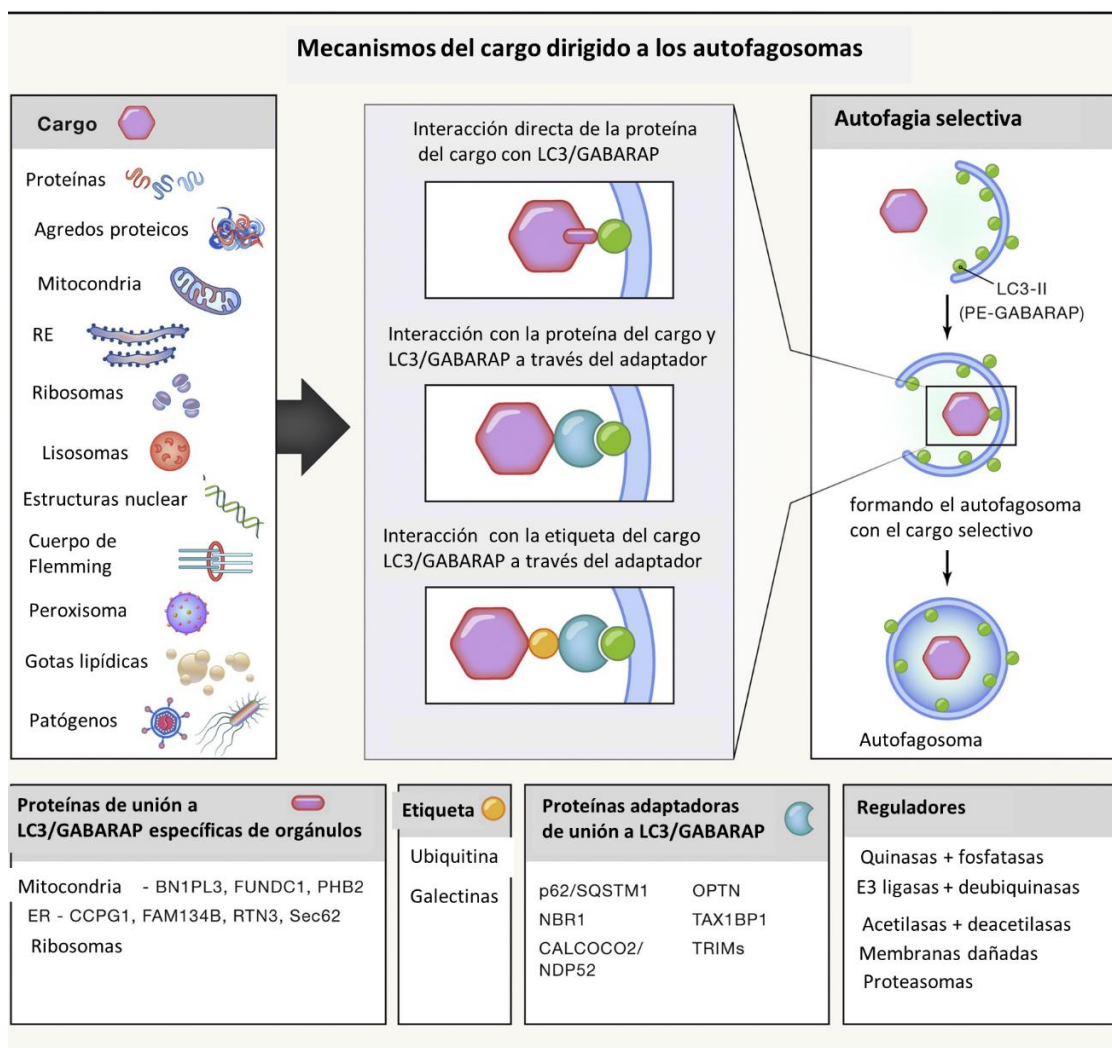 Mecanismos del cargo dirigido a los autofagosomas
Cargo
Proteínas
Agredos proteicos
Mitocondria
RE
Ribosomas
Lisosomas
Estructuras nuclear
Cuerpo de
Flemming
Peroxisoma
Gotas lipídicas
Patógenos
Interacción directa de la proteína
del cargo con LC3/GABARAP
Interacción con la proteína del cargo y
LC3/GABARAP a través del adaptador
Interacción con la etiqueta del cargo
LC3/GABARAP a través del adaptador
Autofagia selectiva
LC3-II
(PE-GABARAP)
formando el autofagosoma
con el cargo selectivo
Autofagosoma
Proteínas de unión a
LC3/GABARAP específicas de orgánulos
Mitocondria - BN1PL3, FUNDC1, PHB2
ER - CCPG1, FAM134B, RTN3, Sec62
Ribosomas
Etiqueta
Ubiquitina
Galectinas
Proteínas adaptadoras
de unión a LC3/GABARAP
p62/SQSTM1
NBR1
CALCOCO2/
NDP52
OPTN
TAX1BP1
TRIMs
Reguladores
Quinasas + fosfatasas
E3 ligasas + deubiquinasas
Acetilasas + deacetilasas
Membranas dañadas
Proteasomas